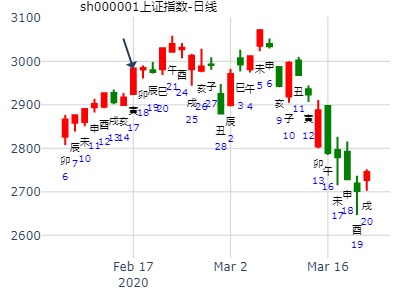 sh000001上证指数-日线
3100
3000
2900
2800
2700
2600
卯
6
辰
7
未
10
申
11
酉
12
戌
13
亥
14
寅
17
卯
18
辰
19
巳
20
午
21
酉
24
戌
25
亥
26
子
27
丑
28
辰
2
巳
3
午
4
未
5
申
6
亥
9
子
10
丑
11
寅
12
卯
13
午
16
未
17
申
18
酉
19
戌
20
Feb 17
2020
Mar 2
Mar 16